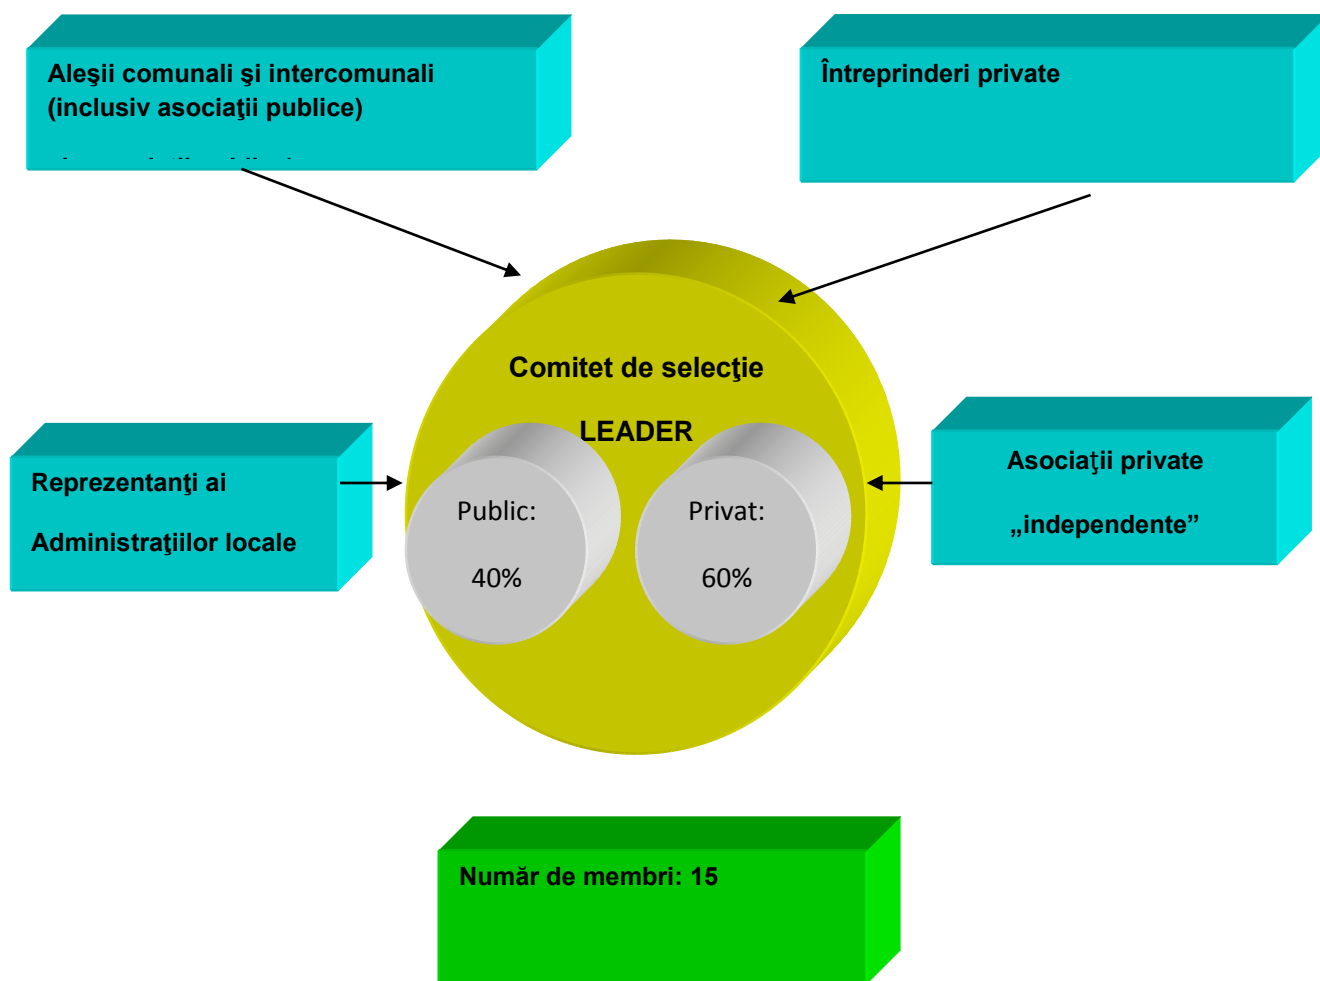 Aleşii comunali şi intercomunali
(inclusiv asociaţii publice)
Întreprinderi private
Comitet de selecţie
LEADER
Reprezentanţi ai
Administraţiilor locale
Public:
40%
Privat:
60%
Asociaţii private
„independente”
Număr de membri: 15